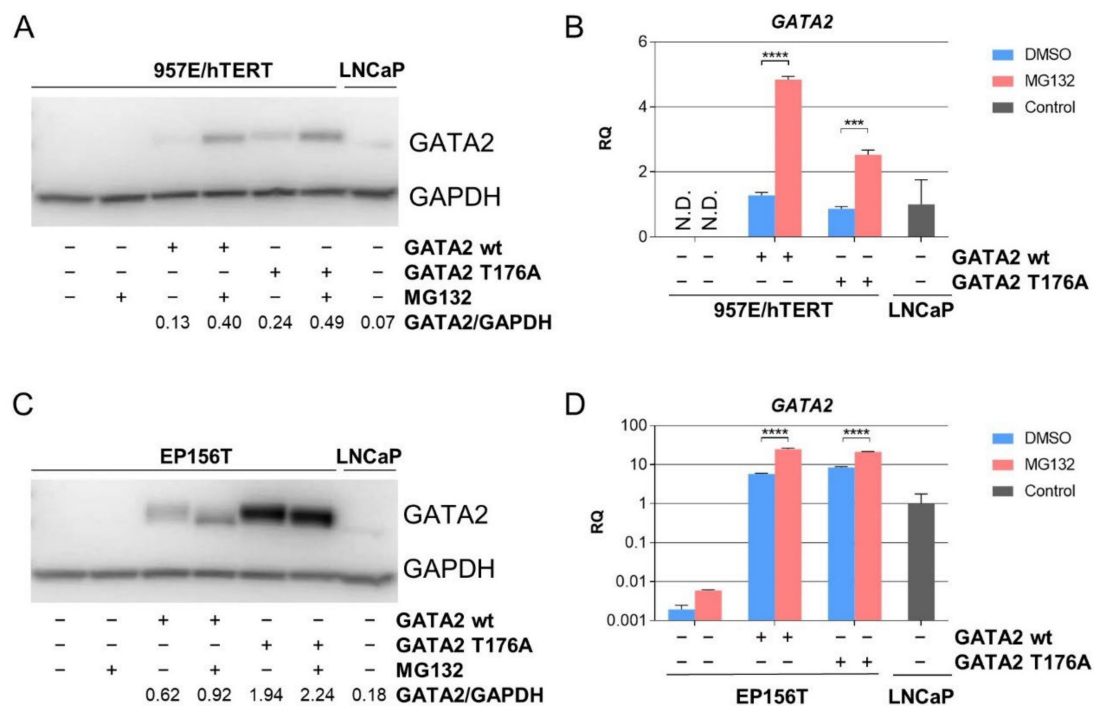 A
957E/hTERT LNCaP
GATA2
GAPDH
– – + + – – – GATA2 wt
– – – – + + – GATA2 T176A
– + – + – + – MG132
0.13 0.40 0.24 0.49 0.07 GATA2/GAPDH
B
GATA2
RQ
6
4
2
0
N.D. N.D.
**** ***
DMSO
MG132
Control
– – + + – – – GATA2 wt
– – – – + + – GATA2 T176A
957E/hTERT LNCaP
C
EP156T LNCaP
GATA2
GAPDH
– – + + – – – GATA2 wt
– – – – + + – GATA2 T176A
– + – + – + – MG132
0.62 0.92 1.94 2.24 0.18 GATA2/GAPDH
D
GATA2
RQ
100
10
1
0.1
0.01
0.001
**** ****
DMSO
MG132
Control
– – + + – – – GATA2 wt
– – – – + + – GATA2 T176A
EP156T LNCaP